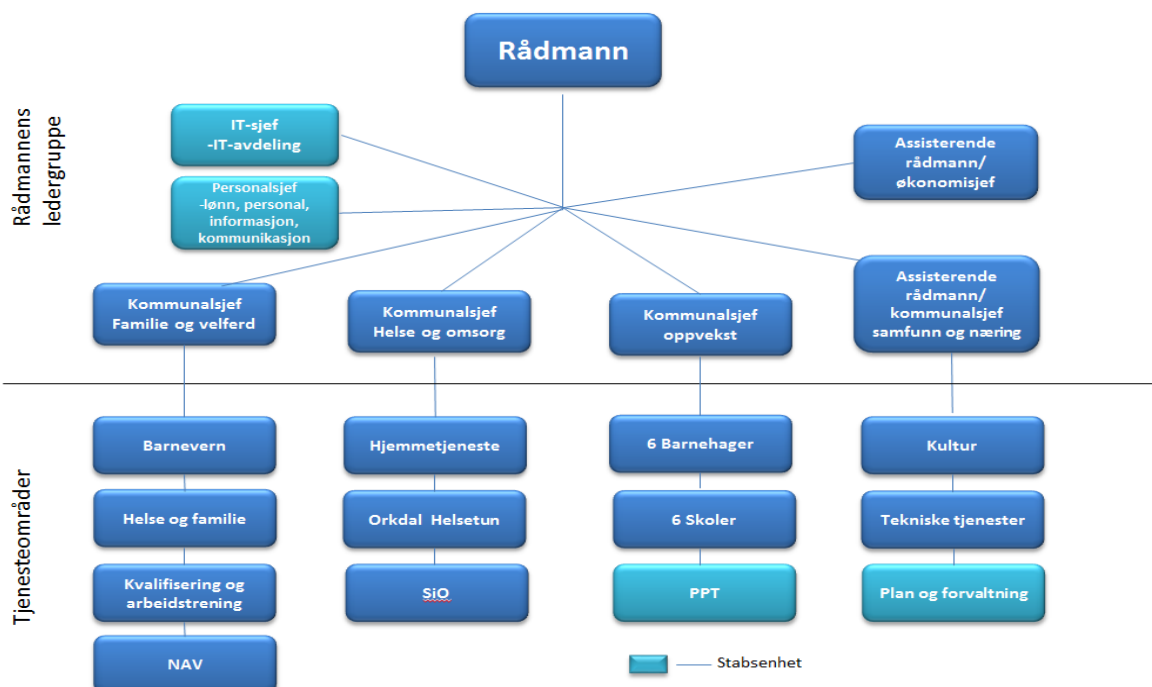 Rådmann
Rådmannens
ledergruppe
IT-sjef
-IT-avdeling
Personalsjef
-lønn, personal,
informasjon,
kommunikasjon
Assisterende
rådmann/
økonomisjef
Kommunalsjef
Familie og velferd
Kommunalsjef
Helse og omsorg
Kommunalsjef
oppvekst
Assisterende
rådmann/
kommunalsjef
samfunn og næring
Tjenesteområder
Barnevern
Hjemmetjeneste
6 Barnehager
Kultur
Helse og familie
Orkdal Helsetun
6 Skoler
Tekniske tjenester
Kvalifisering og
arbeidstrening
SiO
PPT
Plan og forvaltning
NAV
Stabsenhet